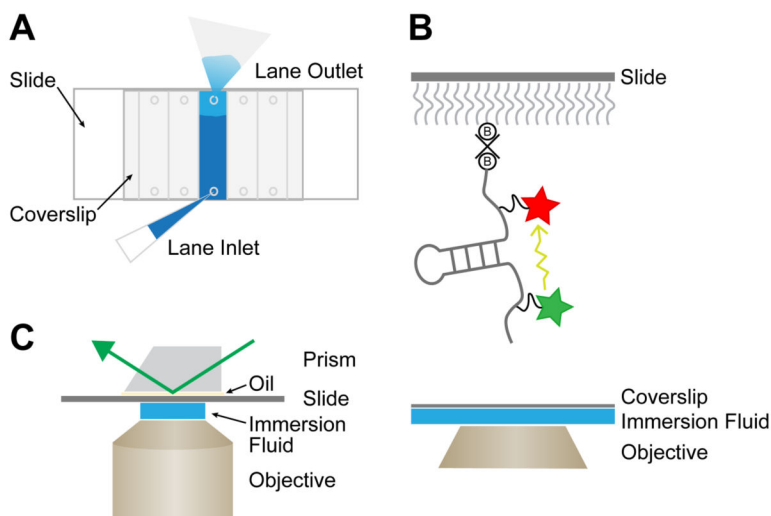 A
Slide
Lane Outlet
Coverslip
Lane Inlet
B
Slide
B
B
Coverslip
Immersion Fluid
Objective
C
Prism
Oil
Slide
Immersion
Fluid
Objective